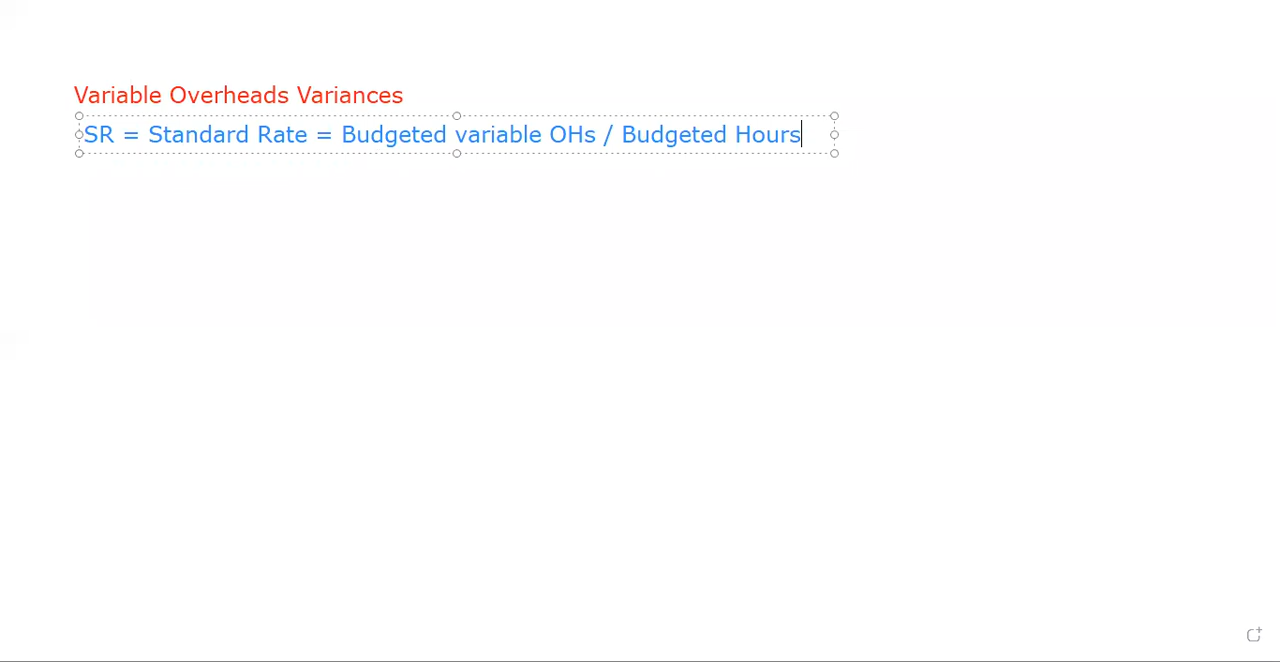 Variable Overheads Variances
SR = Standard Rate = Budgeted variable OHs / Budgeted Hours